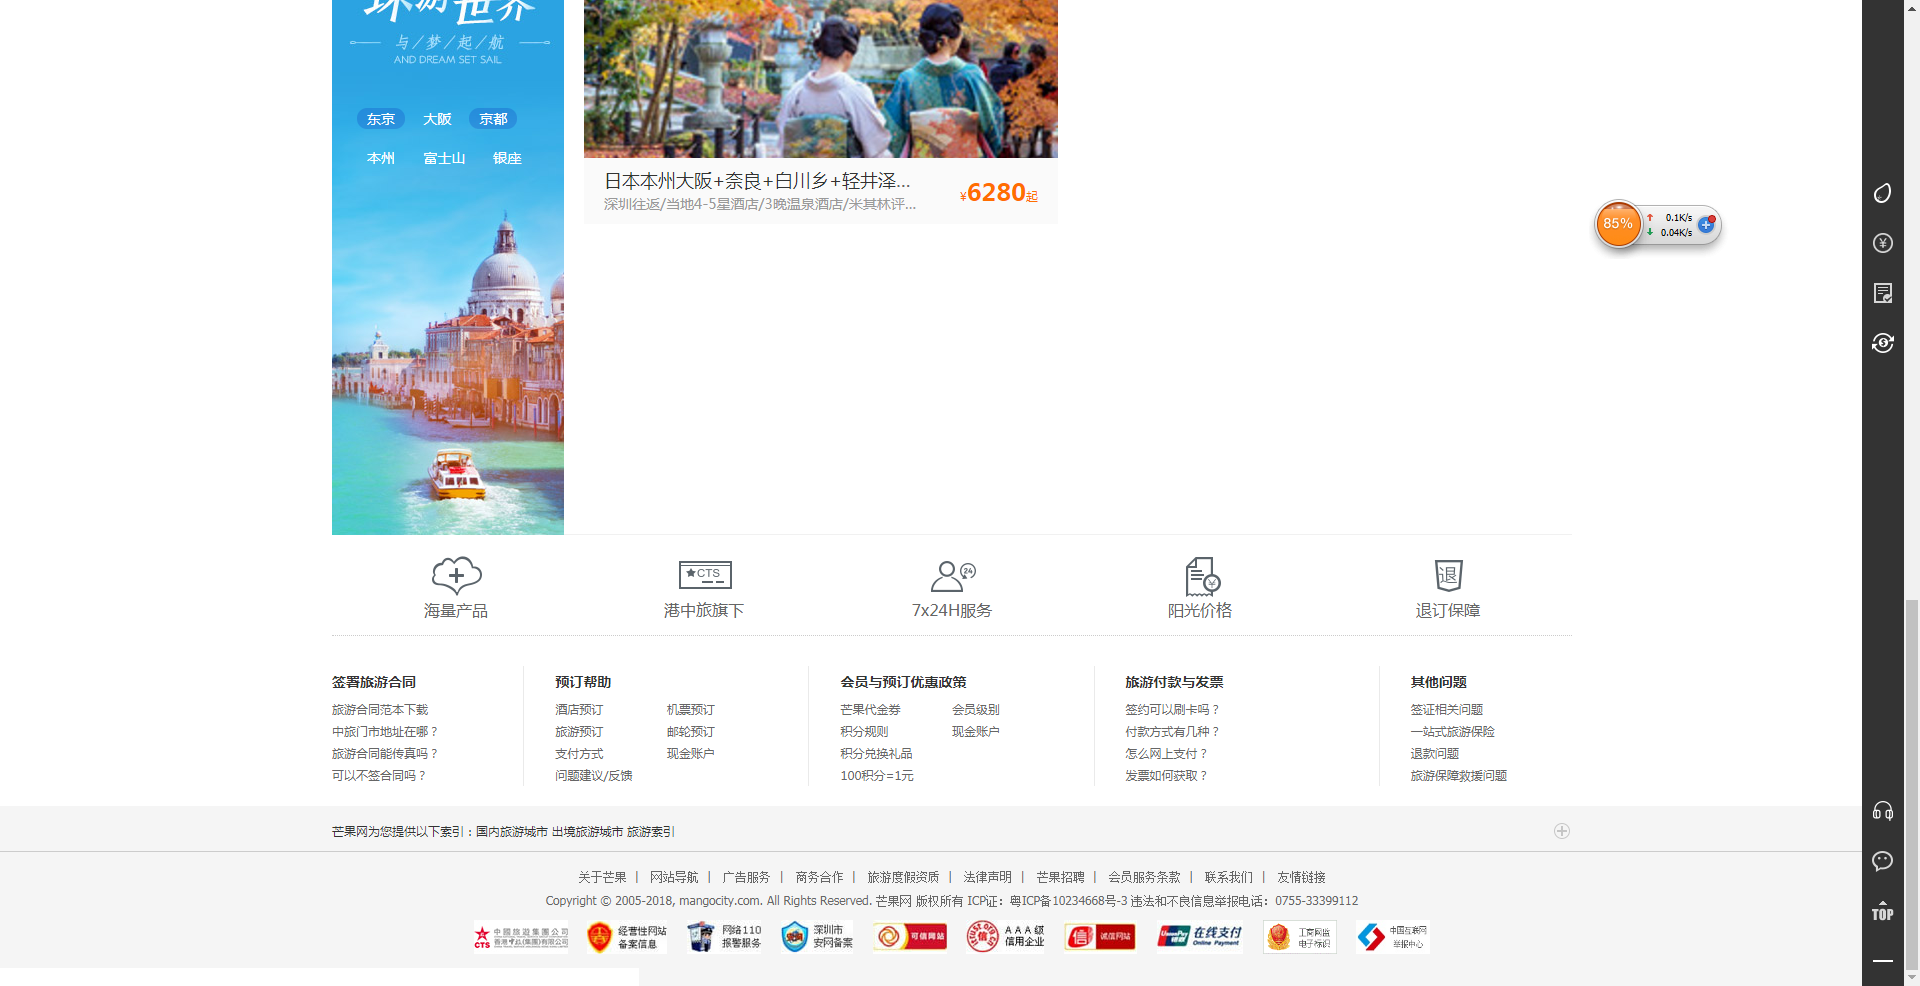 环游世界
与/梦/起/航
AND DREAM SET SAIL
东京 大阪 京都
本州 富士山 银座
日本本州大阪+奈良+白川乡+轻井泽...
深圳往返/当地4-5星酒店/3晚温泉酒店/米其林评...
¥6280起
85%
0.1K/s
0.04K/s
CTS
24
¥
退
海量产品 港中旅旗下 7x24H服务 阳光价格 退订保障
签署旅游合同
旅游合同范本下载
中旅门市地址在哪？
旅游合同能传真吗？
可以不签合同吗？
预订帮助
酒店预订 机票预订
旅游预订 邮轮预订
支付方式 现金账户
问题建议/反馈
会员与预订优惠政策
芒果代金券 会员级别
积分规则 现金账户
积分兑换礼品
100积分=1元
旅游付款与发票
签约可以刷卡吗？
付款方式有几种？
怎么网上支付？
发票如何获取？
其他问题
签证相关问题
一站式旅游保险
退款问题
旅游保障救援问题
芒果网为您提供以下索引：国内旅游城市 出境旅游城市 旅游索引
关于芒果 | 网站导航 | 广告服务 | 商务合作 | 旅游度假资质 | 法律声明 | 芒果招聘 | 会员服务条款 | 联系我们 | 友情链接
Copyright © 2005-2018, mangocity.com. All Rights Reserved. 芒果网 版权所有 ICP证：粤ICP备10234668号-3 违法和不良信息举报电话：0755-33399112
CTS
中國旅遊集團公司
香港中旅(集團)有限公司
经营性网站
备案信息
网络110
报警服务
深圳市
安网备案
可信网站
信
AAA级
信用企业
信
诚信网站
UnionPay
银联
在线支付
Online Payment
工商网监
电子标识
中国互联网
举报中心
TOP